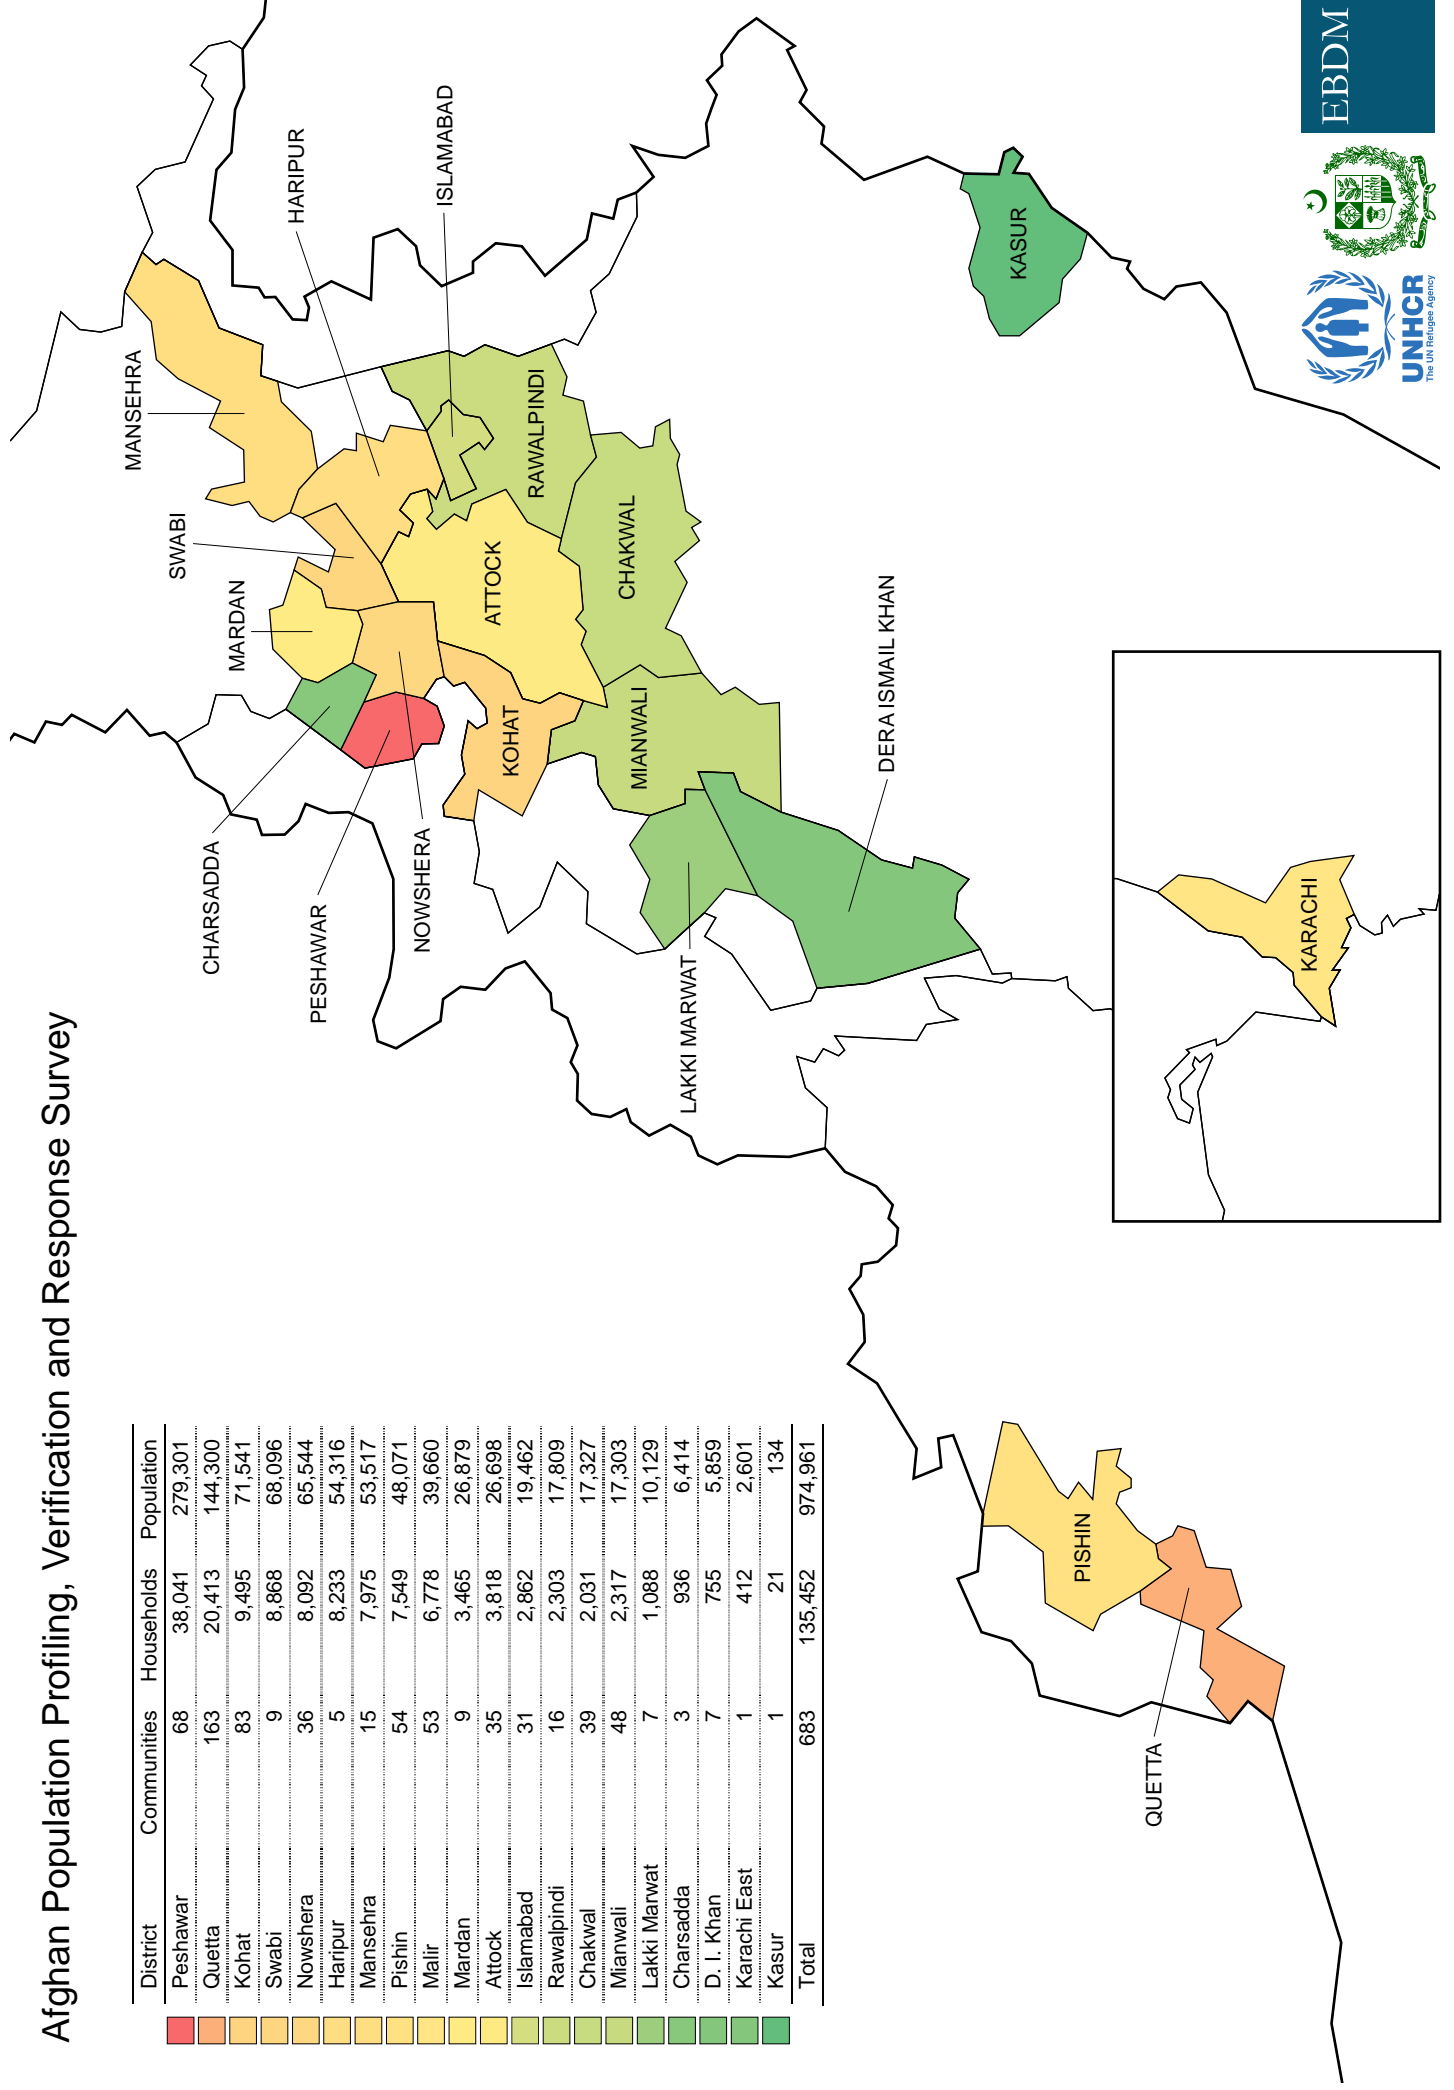 Afghan Population Profiling, Verification and Response Survey
District Communities Households Population
Peshawar 68 38,041 279,301
Quetta 163 20,413 144,300
Kohat 83 9,495 71,541
Swabi 9 8,868 68,096
Nowshera 36 8,092 65,544
Haripur 5 8,233 54,316
Mansehra 15 7,975 53,517
Pishin 54 7,549 48,071
Malir 53 6,778 39,660
Mardan 9 3,465 26,879
Attock 35 3,818 26,698
Islamabad 31 2,862 19,462
Rawalpindi 16 2,303 17,809
Chakwal 39 2,031 17,327
Mianwali 48 2,317 17,303
Lakki Marwat 7 1,088 10,129
Charsadda 3 936 6,414
D. I. Khan 7 755 5,859
Karachi East 1 412 2,601
Kasur 1 21 134
Total 683 135,452 974,961
MANSEHRA
SWABI
MARDAN
HARIPUR
CHARSADDA
PESHAWAR
NOWSHERA
ISLAMABAD
KOHAT
ATTOCK
RAWALPINDI
CHAKWAL
MIANWALI
LAKKI MARWAT
DERA ISMAIL KHAN
KASUR
PISHIN
QUETTA
KARACHI
UNHCR
The UN Refugee Agency
EBDM